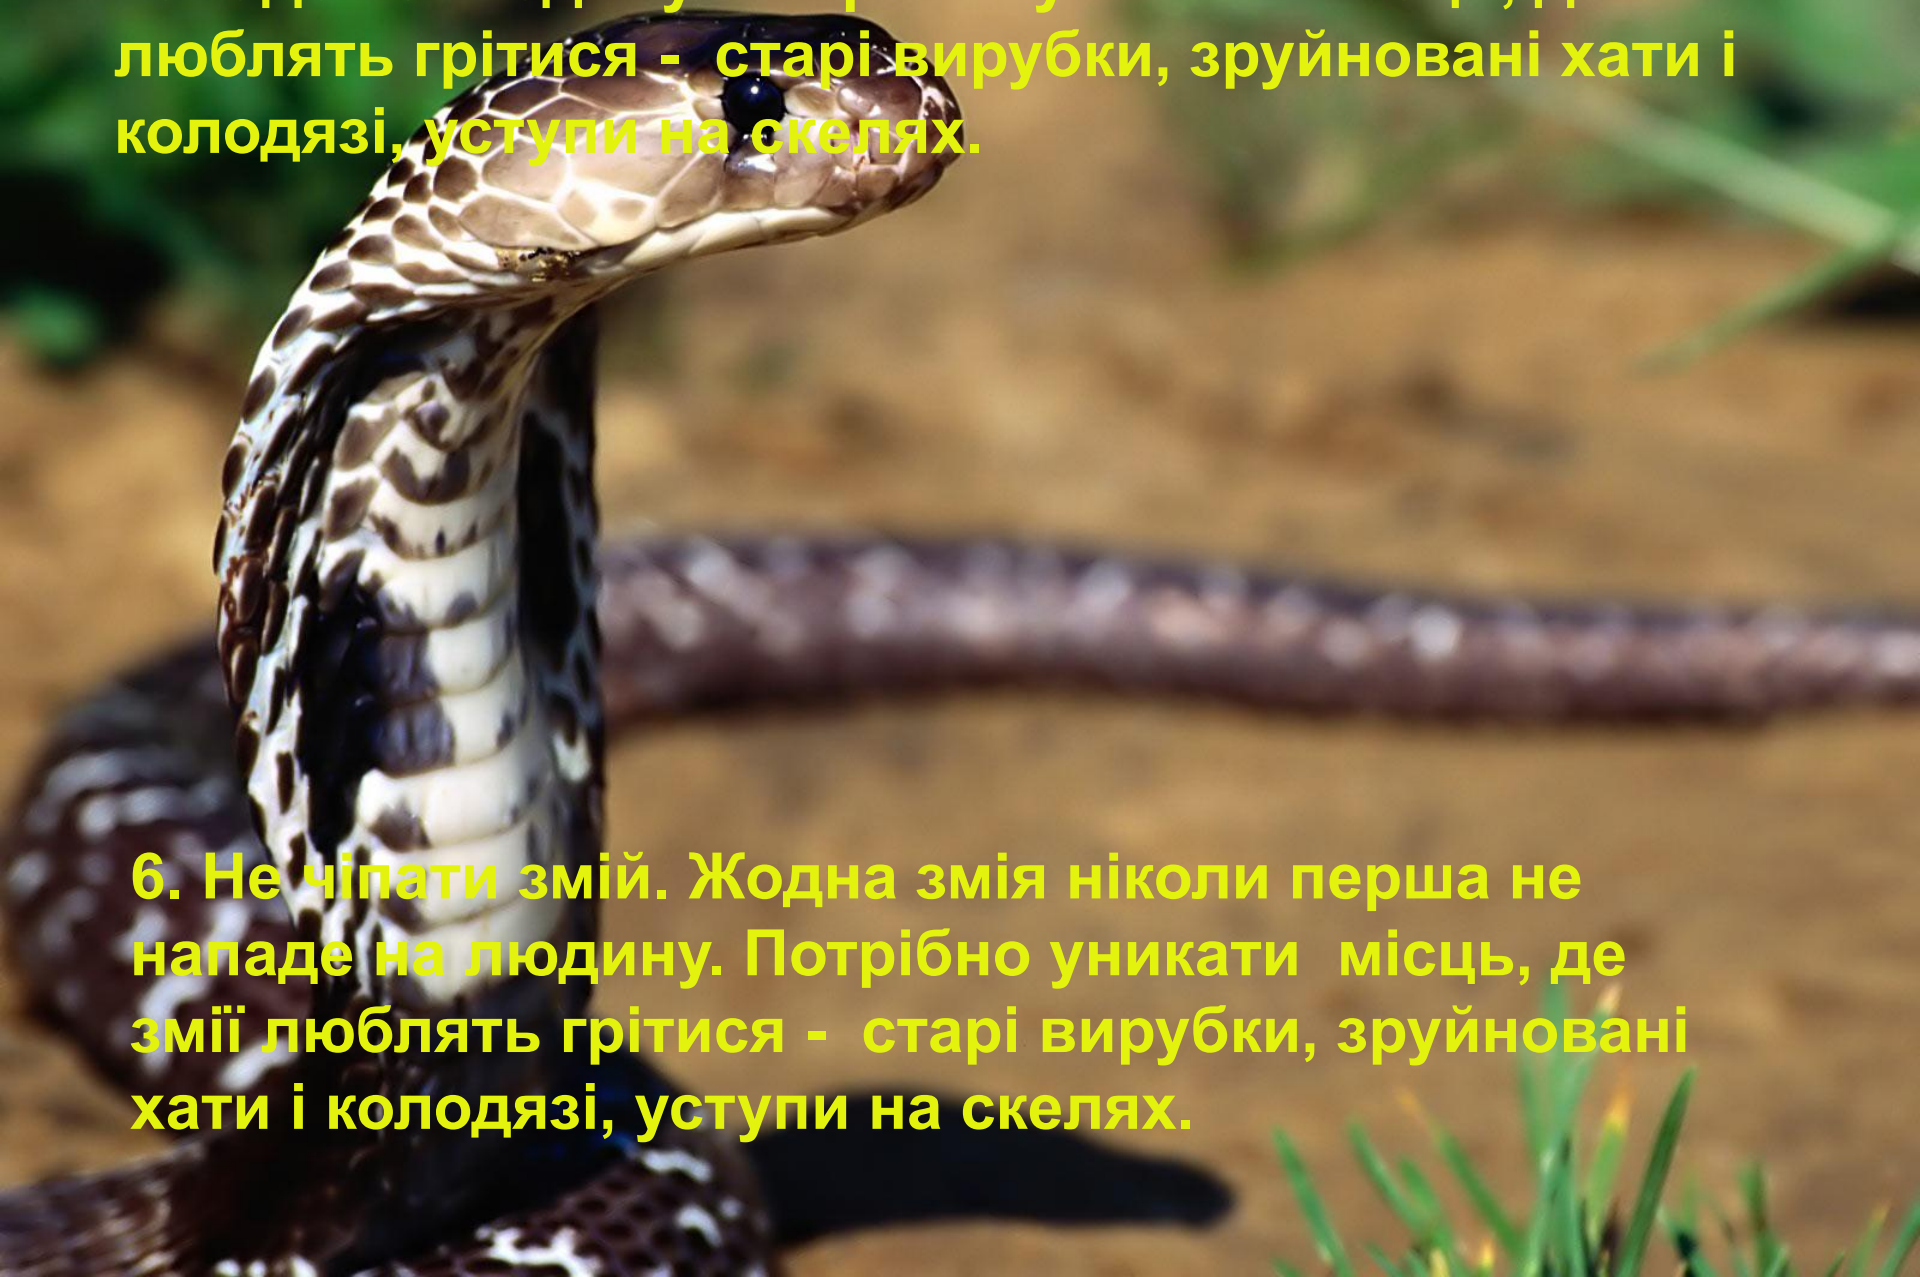 люблять грітися - старі вирубки, зруйновані хати і
колодязі, уступи на скелях.
6. Не чіпати змій. Жодна змія ніколи перша не
нападе на людину. Потрібно уникати місць, де
змії люблять грітися - старі вирубки, зруйновані
хати і колодязі, уступи на скелях.